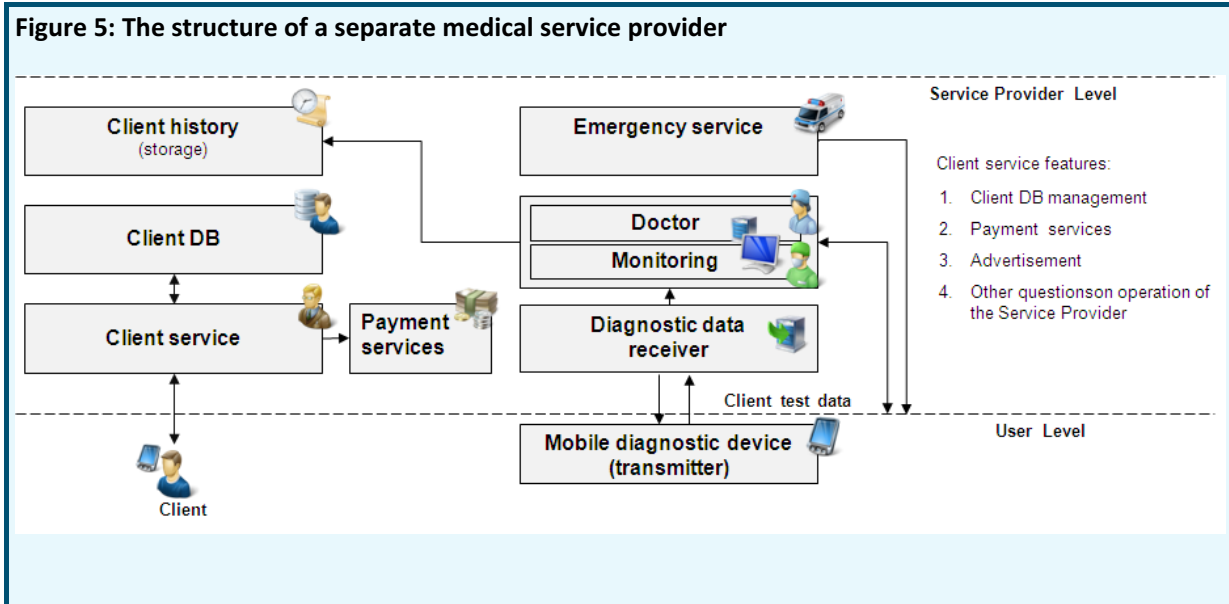 Figure 5: The structure of a separate medical service provider
Service Provider Level
Client history
(storage)
Emergency service
Client service features:
1. Client DB management
2. Payment services
3. Advertisement
4. Other questionson operation of
the Service Provider
Client DB
Doctor
Monitoring
Client service
Payment
services
Diagnostic data
receiver
Client test data
User Level
Mobile diagnostic device
(transmitter)
Client